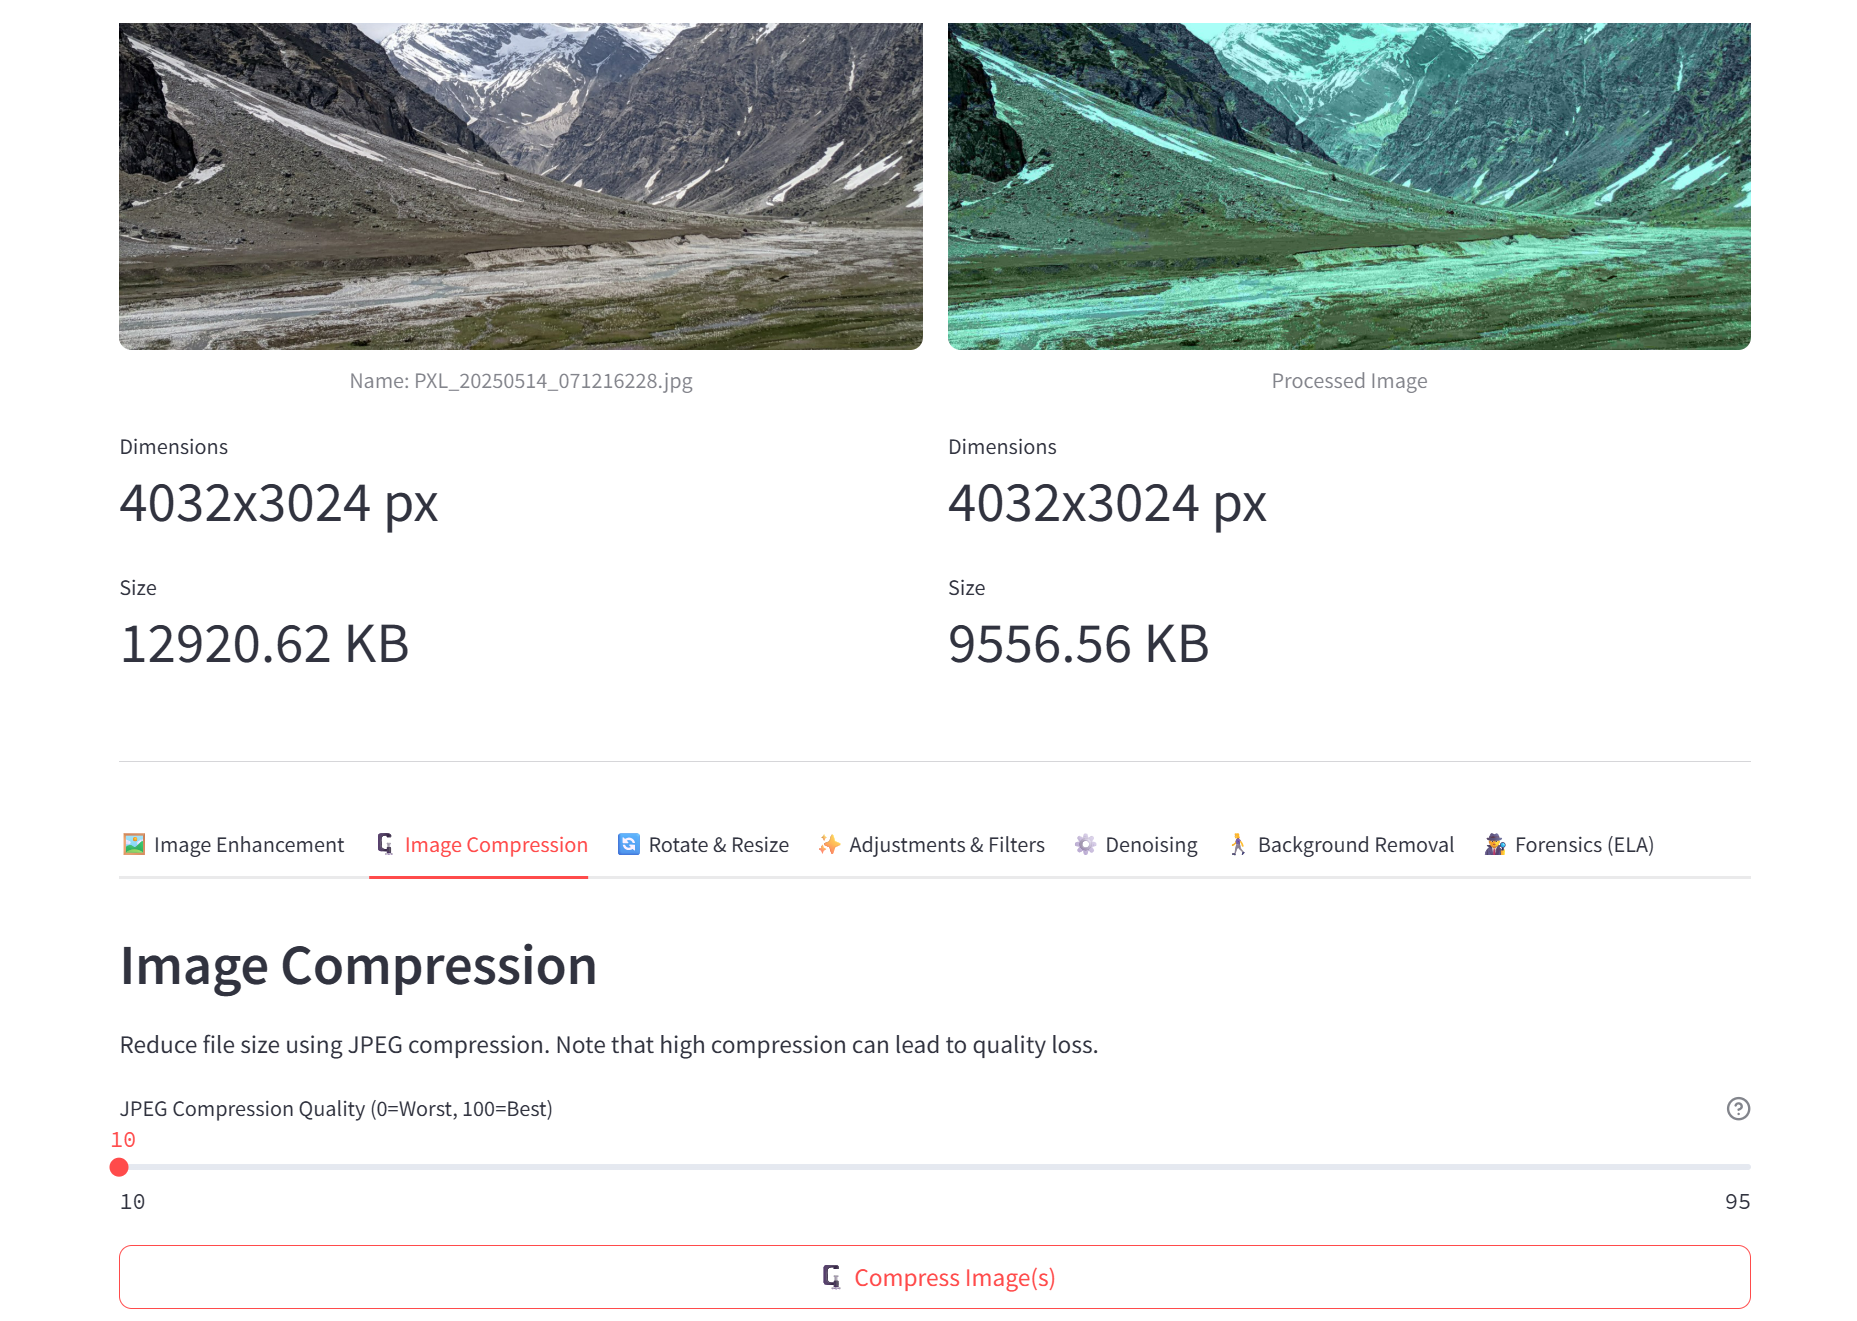 Name: PXL_20250514_071216228.jpg
Processed Image
Dimensions
4032x3024 px
Size
12920.62 KB
Dimensions
4032x3024 px
Size
9556.56 KB
Image Enhancement
Image Compression
Rotate & Resize
Adjustments & Filters
Denoising
Background Removal
Forensics (ELA)
Image Compression
Reduce file size using JPEG compression. Note that high compression can lead to quality loss.
JPEG Compression Quality (0=Worst, 100=Best)
10
10
95
Compress Image(s)